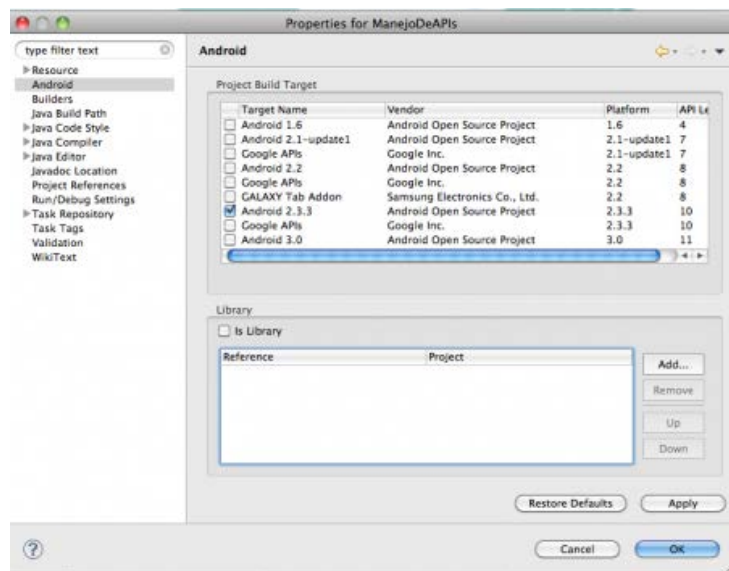 Properties for ManejoDeAPIs
type filter text
Resource
Android
Builders
Java Build Path
Java Code Style
Java Compiler
Java Editor
Javadoc Location
Project References
Run/Debug Settings
Task Repository
Task Tags
Validation
WikiText
Android
Project Build Target
Target Name Vendor Platform API Le
Android 1.6 Android Open Source Project 1.6 4
Android 2.1-update1 Android Open Source Project 2.1-update1 7
Google APIs Google Inc. 2.1-update1 7
Android 2.2 Android Open Source Project 2.2 8
Google APIs Google Inc. 2.2 8
GALAXY Tab Addon Samsung Electronics Co., Ltd. 2.2 8
Android 2.3.3 Android Open Source Project 2.3.3 10
Google APIs Google Inc. 2.3.3 10
Android 3.0 Android Open Source Project 3.0 11
Library
Is Library
Reference Project
Add...
Remove
Up
Down
Restore Defaults Apply
? Cancel OK